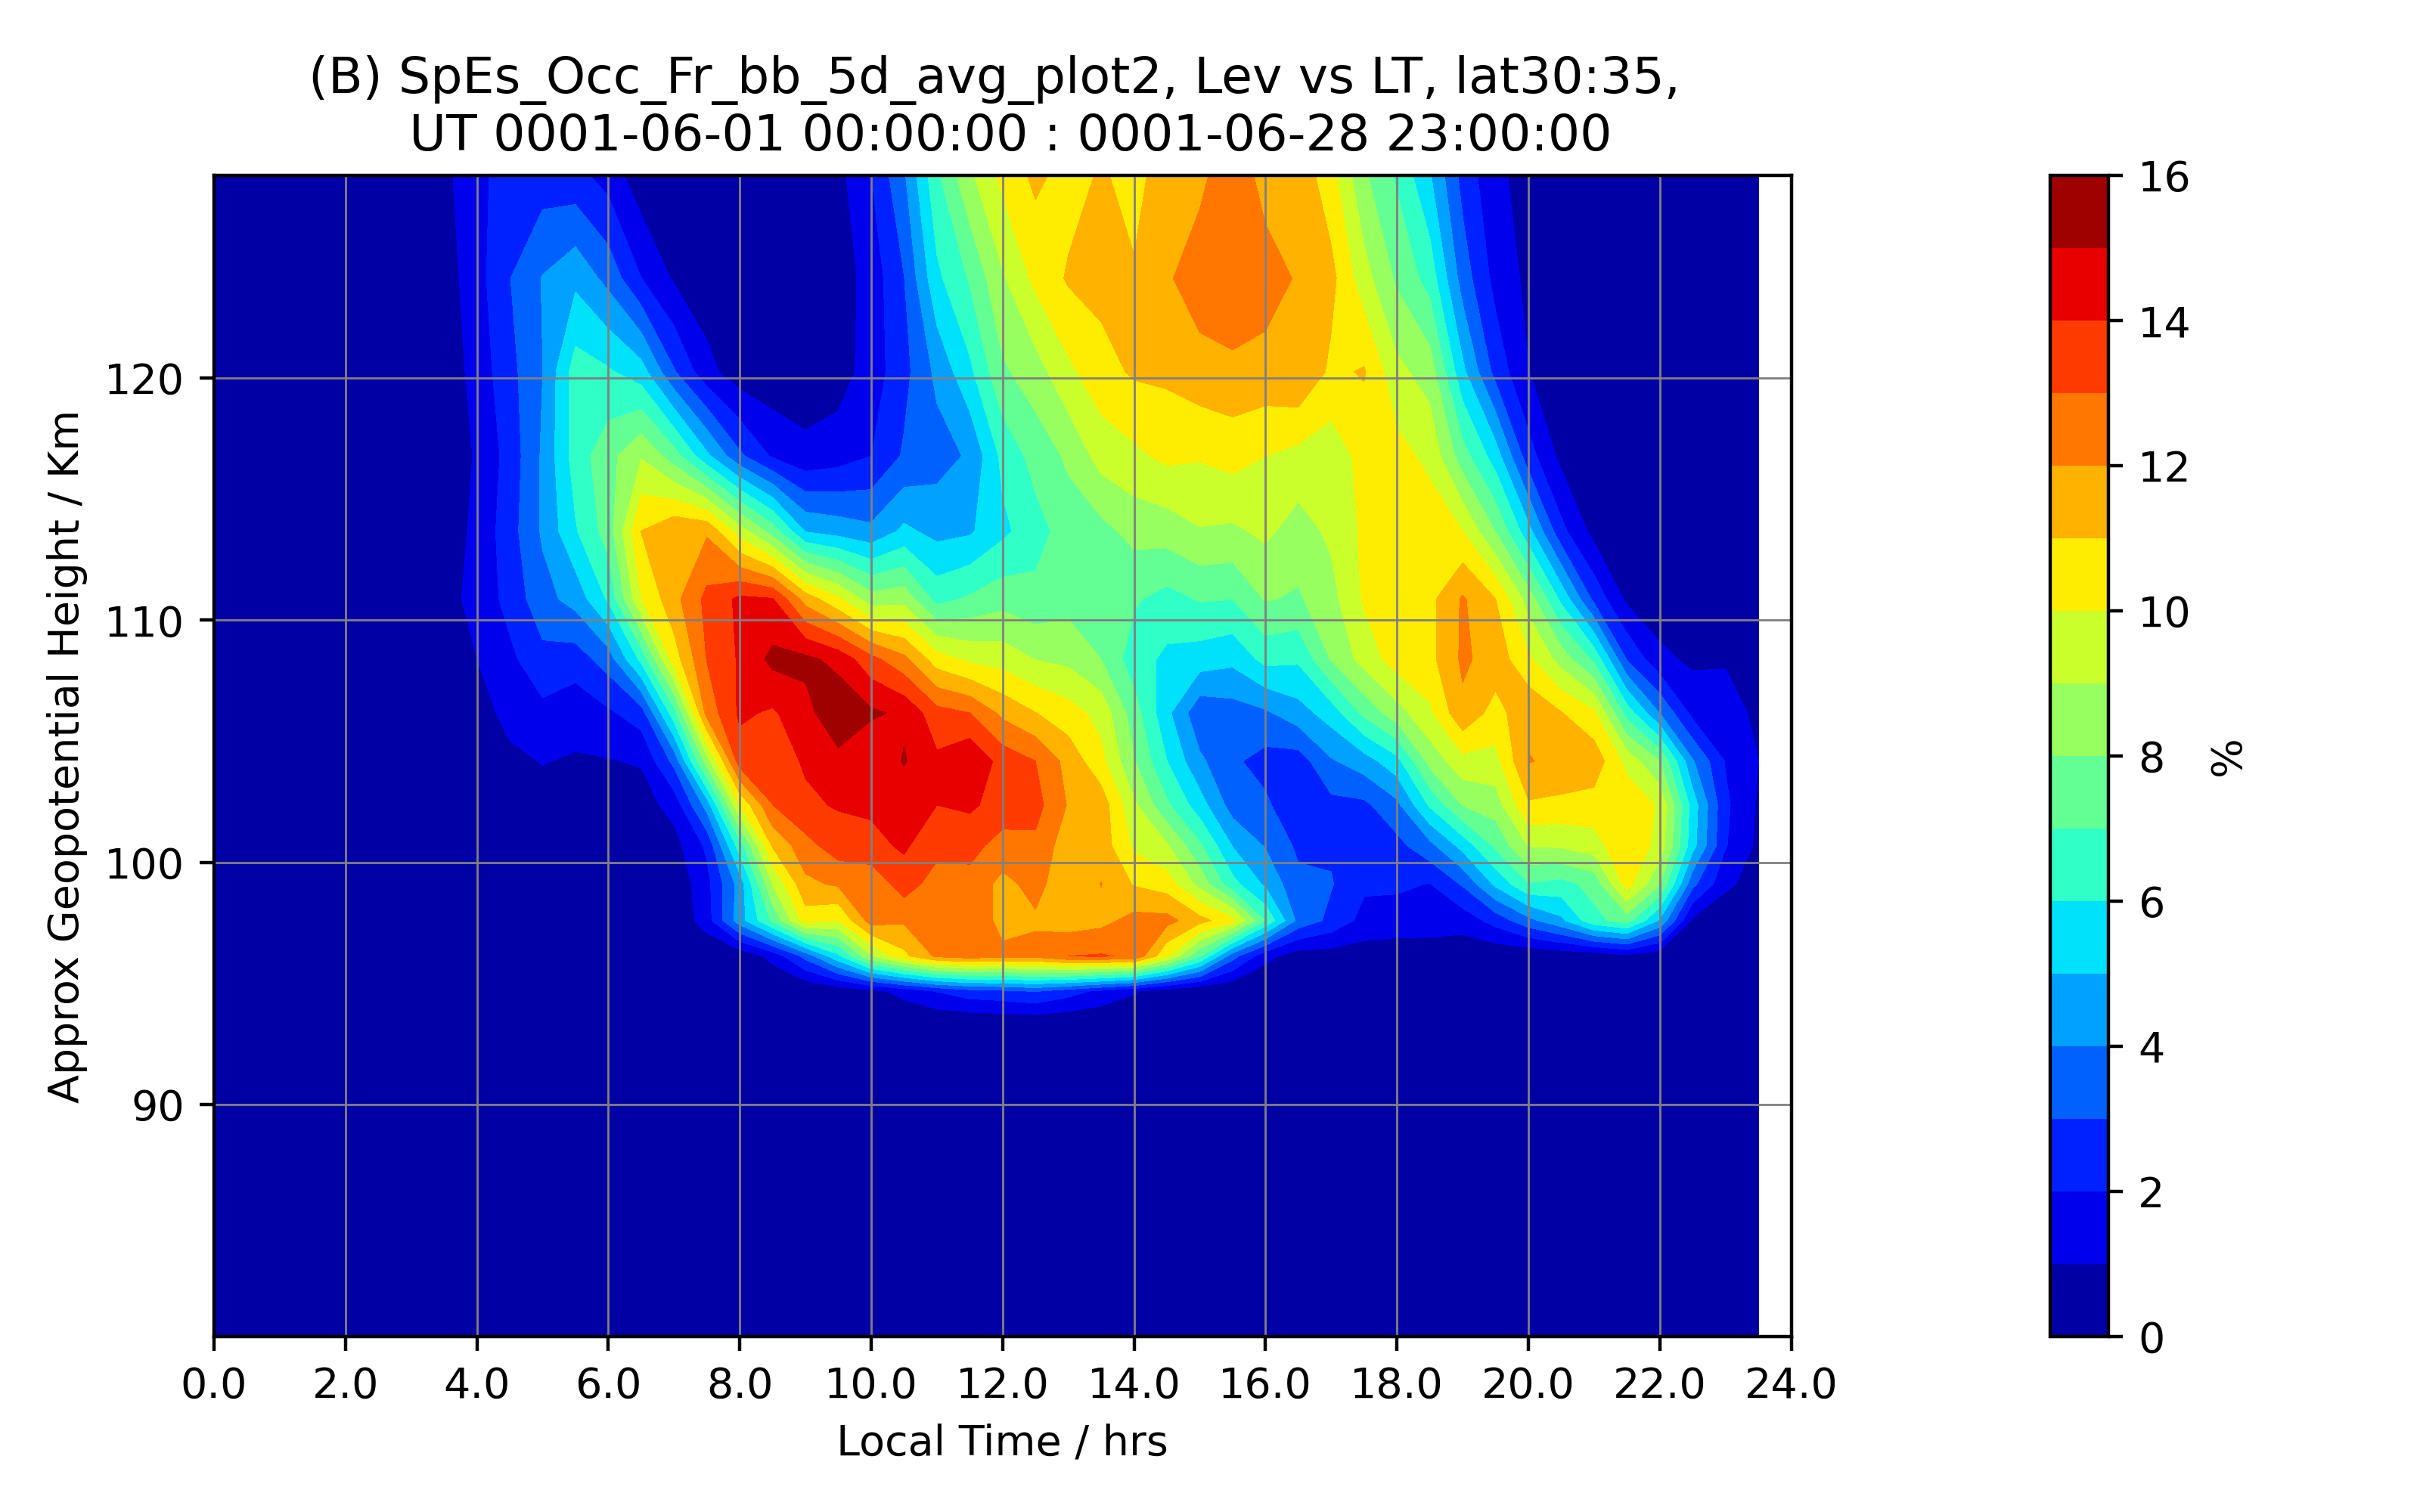 (B) SpEs_Occ_Fr_bb_5d_avg_plot2, Lev vs LT, lat30:35,
UT 0001-06-01 00:00:00 : 0001-06-28 23:00:00
Approx Geopotential Height / Km
120
110
100
90
0.0 2.0 4.0 6.0 8.0 10.0 12.0 14.0 16.0 18.0 20.0 22.0 24.0
Local Time / hrs
16
14
12
10
8
6
4
2
0
%